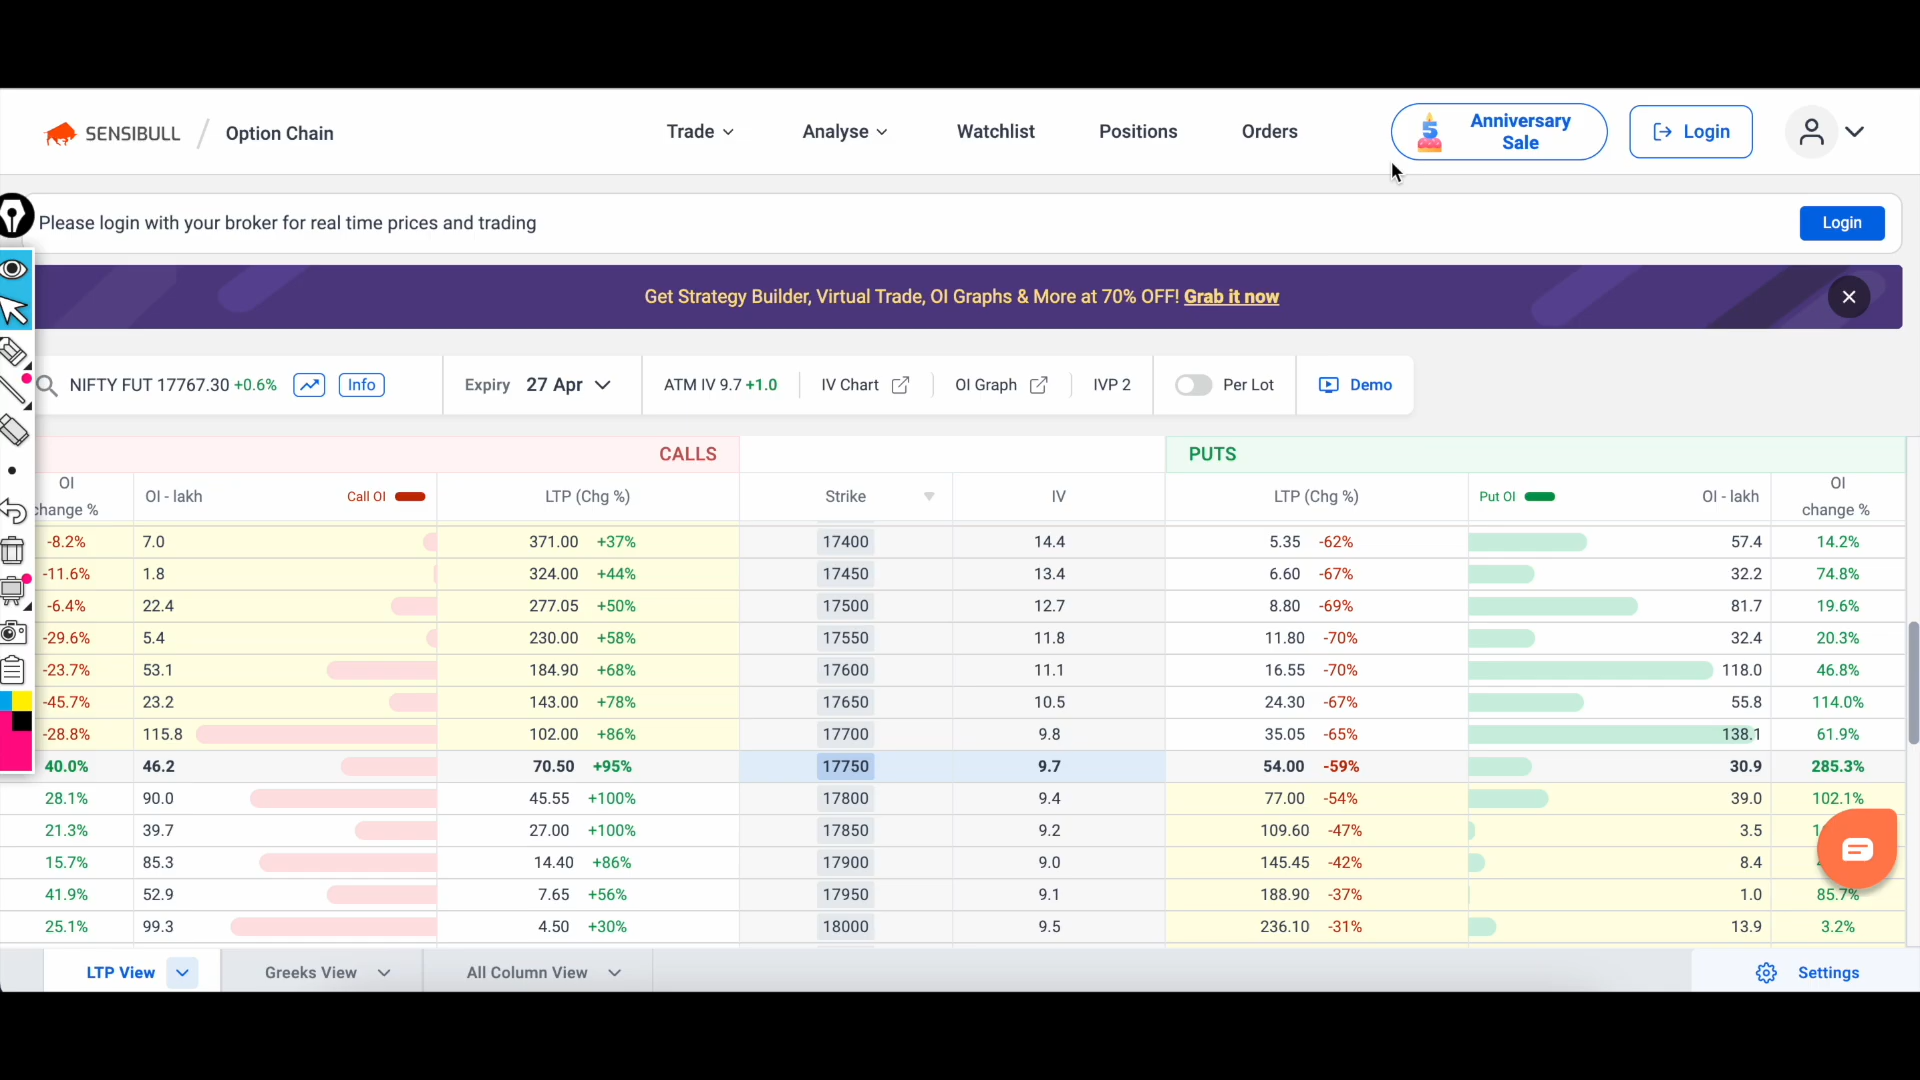 SENSIBULL / Option Chain
Trade
Analyse
Watchlist
Positions
Orders
5
Anniversary
Sale
Login
Please login with your broker for real time prices and trading
Login
Get Strategy Builder, Virtual Trade, OI Graphs & More at 70% OFF! Grab it now
NIFTY FUT 17767.30 +0.6% Info
Expiry 27 Apr
ATM IV 9.7 +1.0
IV Chart
OI Graph
IVP 2
Per Lot
Demo
CALLS
PUTS
OI
change % OI - lakh Call OI LTP (Chg %) Strike IV LTP (Chg %) Put OI OI - lakh OI
change %
-8.2% 7.0 371.00 +37% 17400 14.4 5.35 -62% 57.4 14.2%
-11.6% 1.8 324.00 +44% 17450 13.4 6.60 -67% 32.2 74.8%
-6.4% 22.4 277.05 +50% 17500 12.7 8.80 -69% 81.7 19.6%
-29.6% 5.4 230.00 +58% 17550 11.8 11.80 -70% 32.4 20.3%
-23.7% 53.1 184.90 +68% 17600 11.1 16.55 -70% 118.0 46.8%
-45.7% 23.2 143.00 +78% 17650 10.5 24.30 -67% 55.8 114.0%
-28.8% 115.8 102.00 +86% 17700 9.8 35.05 -65% 138.1 61.9%
40.0% 46.2 70.50 +95% 17750 9.7 54.00 -59% 30.9 285.3%
28.1% 90.0 45.55 +100% 17800 9.4 77.00 -54% 39.0 102.1%
21.3% 39.7 27.00 +100% 17850 9.2 109.60 -47% 3.5
15.7% 85.3 14.40 +86% 17900 9.0 145.45 -42% 8.4
41.9% 52.9 7.65 +56% 17950 9.1 188.90 -37% 1.0 85.7%
25.1% 99.3 4.50 +30% 18000 9.5 236.10 -31% 13.9 3.2%
LTP View
Greeks View
All Column View
Settings